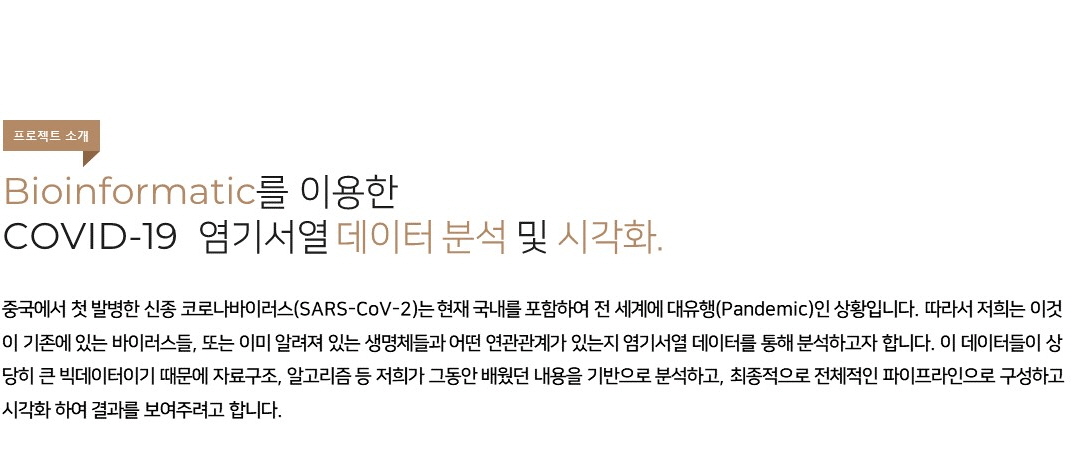 프로젝트 소개
Bioinformatic를 이용한
COVID-19 염기서열 데이터 분석 및 시각화.
중국에서 첫 발병한 신종 코로나바이러스(SARS-CoV-2)는 현재 국내를 포함하여 전 세계에 대유행(Pandemic)인 상황입니다. 따라서 저희는 이것
이 기존에 있는 바이러스들, 또는 이미 알려져 있는 생명체들과 어떤 연관관계가 있는지 염기서열 데이터를 통해 분석하고자 합니다. 이 데이터들이 상
당히 큰 빅데이터이기 때문에 자료구조, 알고리즘 등 저희가 그동안 배웠던 내용을 기반으로 분석하고, 최종적으로 전체적인 파이프라인으로 구성하고
시각화 하여 결과를 보여주려고 합니다.